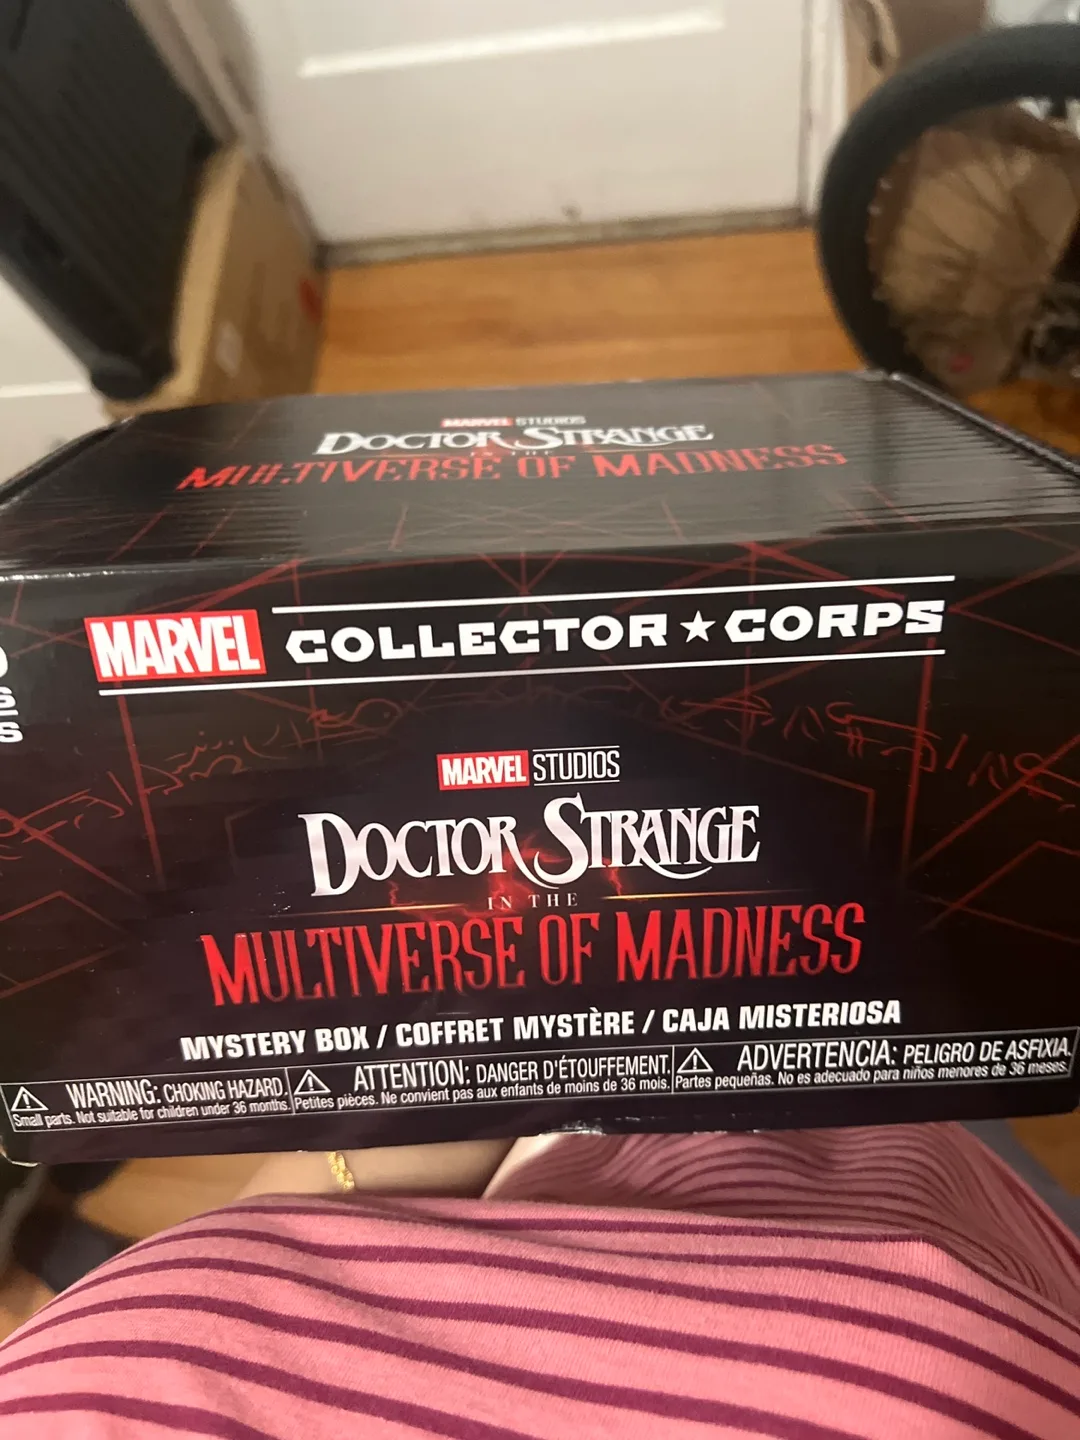 MARVEL STUDIOS
DOCTOR STRANGE
IN THE
MULTIVERSE OF MADNESS
MARVEL COLLECTOR★CORPS
MARVEL STUDIOS
DOCTOR STRANGE
IN THE
MULTIVERSE OF MADNESS
MYSTERY BOX / COFFRET MYSTÈRE / CAJA MISTERIOSA
WARNING: CHOKING HAZARD.
Small parts. Not suitable for children under 36 months.
ATTENTION: DANGER D'ÉTOUFFEMENT.
Petites pièces. Ne convient pas aux enfants de moins de 36 mois.
ADVERTENCIA: PELIGRO DE ASFIXIA.
Partes pequeñas. No es adecuado para niños menores de 36 meses.